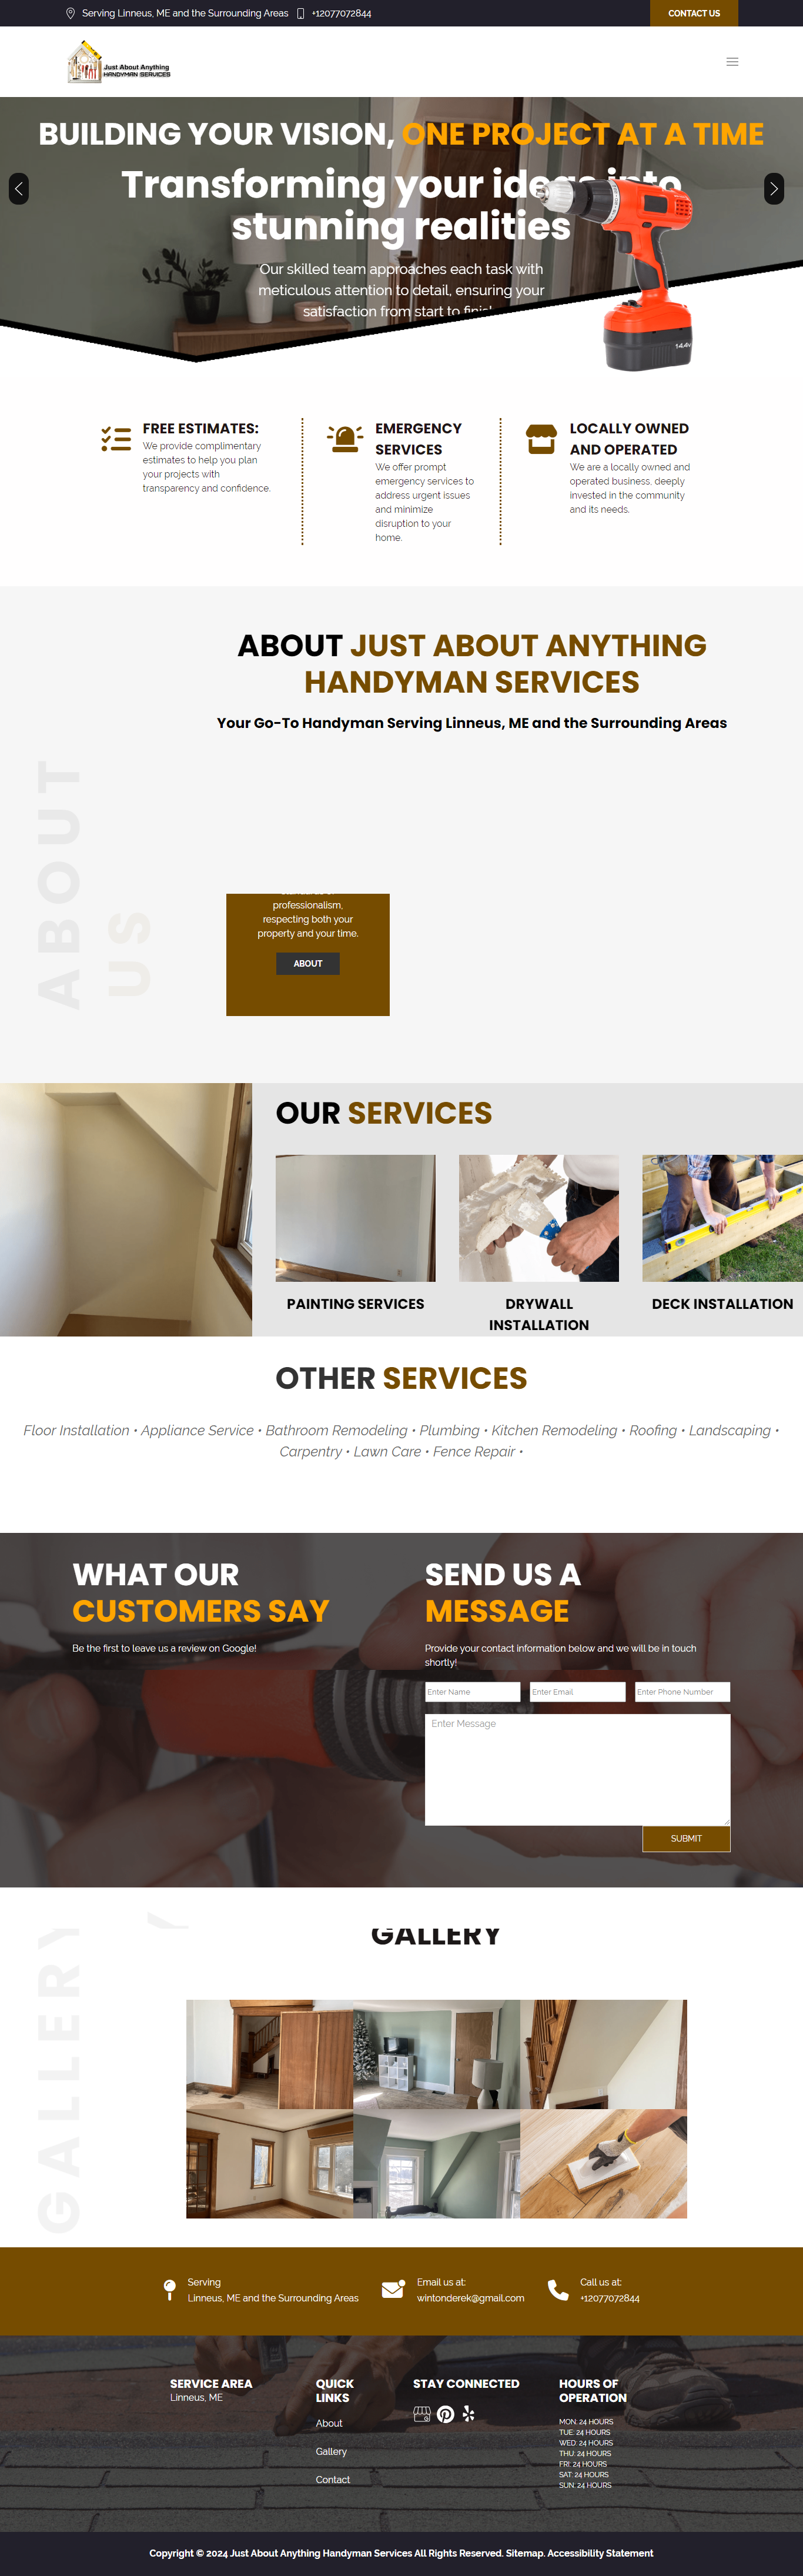 Serving Linneus, ME and the Surrounding Areas
+12077072844
CONTACT US
Just About Anything
HANDYMAN SERVICES
BUILDING YOUR VISION, ONE PROJECT AT A TIME
Transforming your ideas into
stunning realities
Our skilled team approaches each task with
meticulous attention to detail, ensuring your
satisfaction from start to finish
14.4V
FREE ESTIMATES:
We provide complimentary
estimates to help you plan
your projects with
transparency and confidence.
EMERGENCY
SERVICES
We offer prompt
emergency services to
address urgent issues
and minimize
disruption to your
home.
LOCALLY OWNED
AND OPERATED
We are a locally owned and
operated business, deeply
invested in the community
and its needs.
ABOUT JUST ABOUT ANYTHING
HANDYMAN SERVICES
Your Go-To Handyman Serving Linneus, ME and the Surrounding Areas
ABOUT
US
professionalism,
respecting both your
property and your time.
ABOUT
OUR SERVICES
PAINTING SERVICES
DRYWALL
INSTALLATION
DECK INSTALLATION
OTHER SERVICES
Floor Installation • Appliance Service • Bathroom Remodeling • Plumbing • Kitchen Remodeling • Roofing • Landscaping •
Carpentry • Lawn Care • Fence Repair •
WHAT OUR
CUSTOMERS SAY
Be the first to leave us a review on Google!
SEND US A
MESSAGE
Provide your contact information below and we will be in touch
shortly!
Enter Name
Enter Email
Enter Phone Number
Enter Message
SUBMIT
GALLERY
GALLERY
Serving
Linneus, ME and the Surrounding Areas
Email us at:
wintonderek@gmail.com
Call us at:
+12077072844
SERVICE AREA
Linneus, ME
QUICK
LINKS
About
Gallery
Contact
STAY CONNECTED
HOURS OF
OPERATION
MON: 24 HOURS
TUE: 24 HOURS
WED: 24 HOURS
THU: 24 HOURS
FRI: 24 HOURS
SAT: 24 HOURS
SUN: 24 HOURS
Copyright © 2024 Just About Anything Handyman Services All Rights Reserved. Sitemap. Accessibility Statement